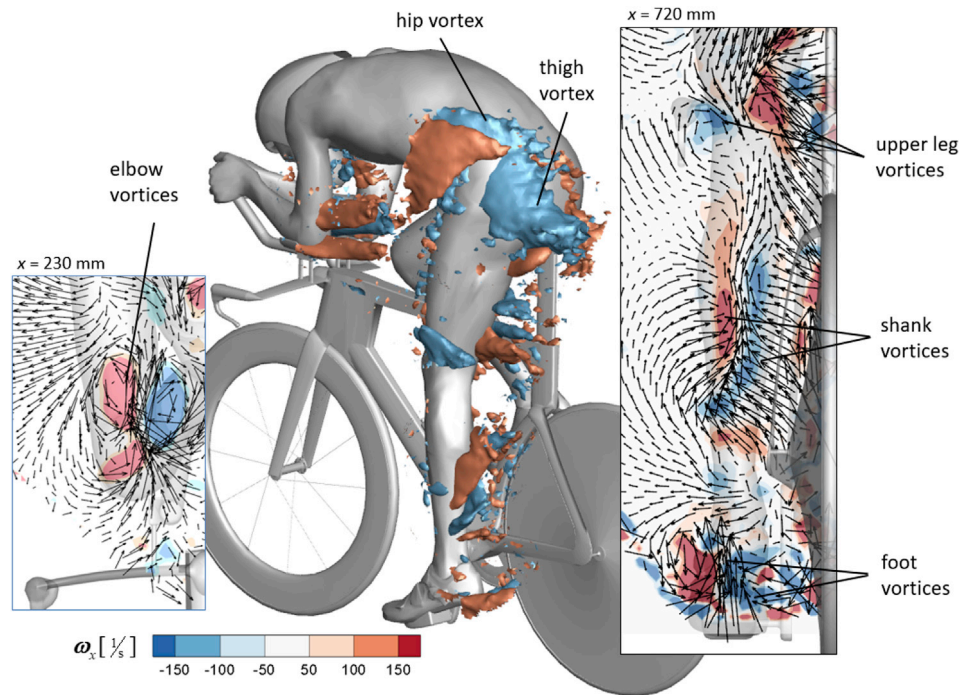 hip vortex
thigh
vortex
x = 720 mm
elbow
vortices
upper leg
vortices
x = 230 mm
shank
vortices
foot
vortices
ωx [1/s]
-150 -100 -50 50 100 150